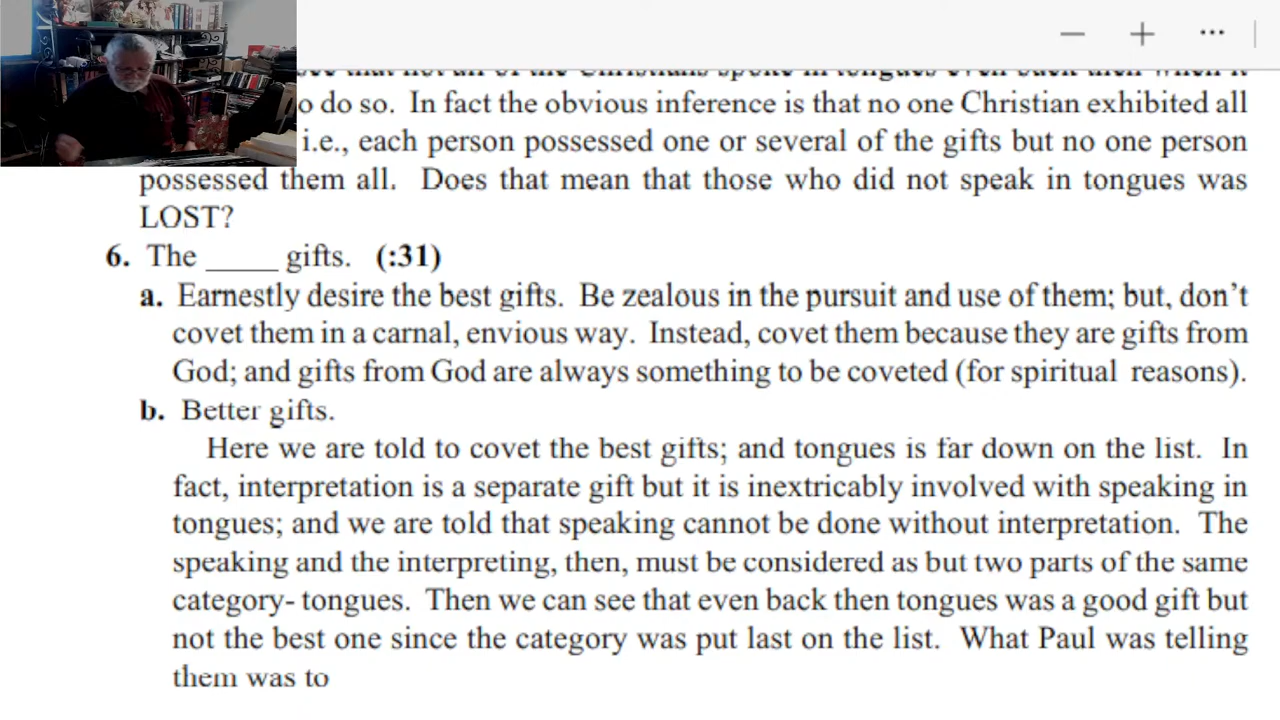 o do so. In fact the obvious inference is that no one Christian exhibited all
i.e., each person possessed one or several of the gifts but no one person
possessed them all. Does that mean that those who did not speak in tongues was
LOST?
6. The _____ gifts. (:31)
a. Earnestly desire the best gifts. Be zealous in the pursuit and use of them; but, don’t
covet them in a carnal, envious way. Instead, covet them because they are gifts from
God; and gifts from God are always something to be coveted (for spiritual reasons).
b. Better gifts.
Here we are told to covet the best gifts; and tongues is far down on the list. In
fact, interpretation is a separate gift but it is inextricably involved with speaking in
tongues; and we are told that speaking cannot be done without interpretation. The
speaking and the interpreting, then, must be considered as but two parts of the same
category- tongues. Then we can see that even back then tongues was a good gift but
not the best one since the category was put last on the list. What Paul was telling
them was to